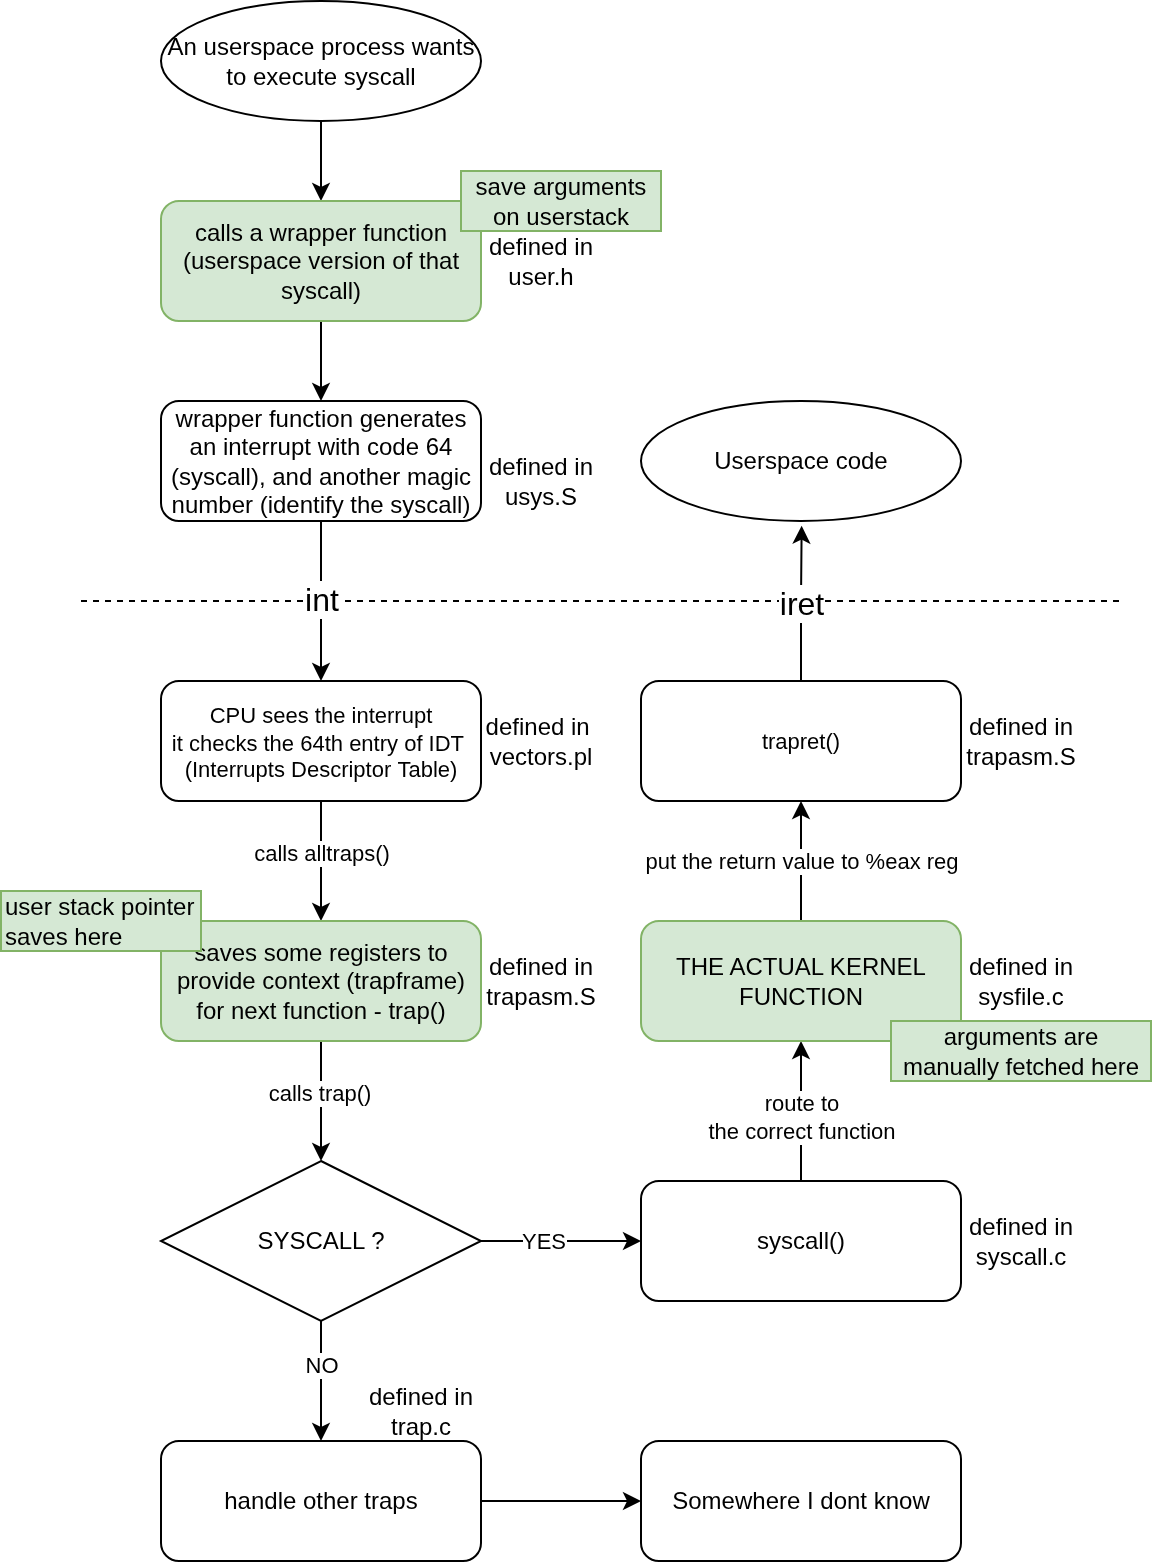 An userspace process wants
to execute syscall
save arguments
on userstack
calls a wrapper function
(userspace version of that
syscall)
defined in
user.h
wrapper function generates
an interrupt with code 64
(syscall), and another magic
number (identify the syscall)
defined in
usys.S
Userspace code
int
iret
CPU sees the interrupt
it checks the 64th entry of IDT
(Interrupts Descriptor Table)
defined in
vectors.pl
trapret()
defined in
trapasm.S
calls alltraps()
put the return value to %eax reg
user stack pointer
saves here
saves some registers to
provide context (trapframe)
for next function - trap()
defined in
trapasm.S
THE ACTUAL KERNEL
FUNCTION
defined in
sysfile.c
arguments are
manually fetched here
calls trap()
route to
the correct function
SYSCALL ?
YES
syscall()
defined in
syscall.c
NO
defined in
trap.c
handle other traps
Somewhere I dont know